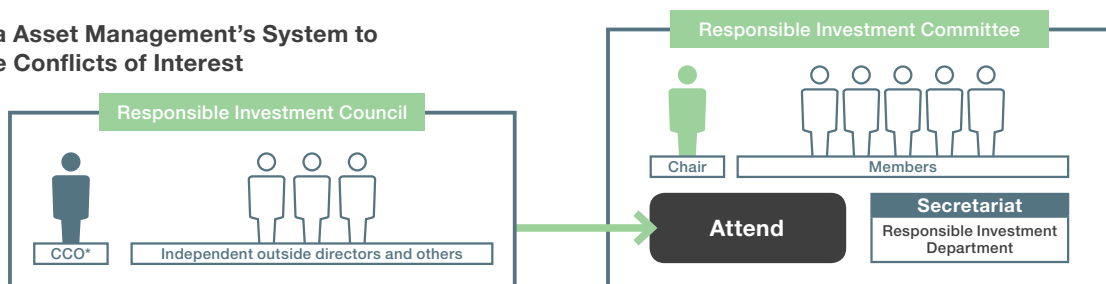 Asset Management's System to
Conflicts of Interest
Responsible Investment Council
CCO*
Independent outside directors and others
Responsible Investment Committee
Chair
Members
Attend
Secretariat
Responsible Investment
Department